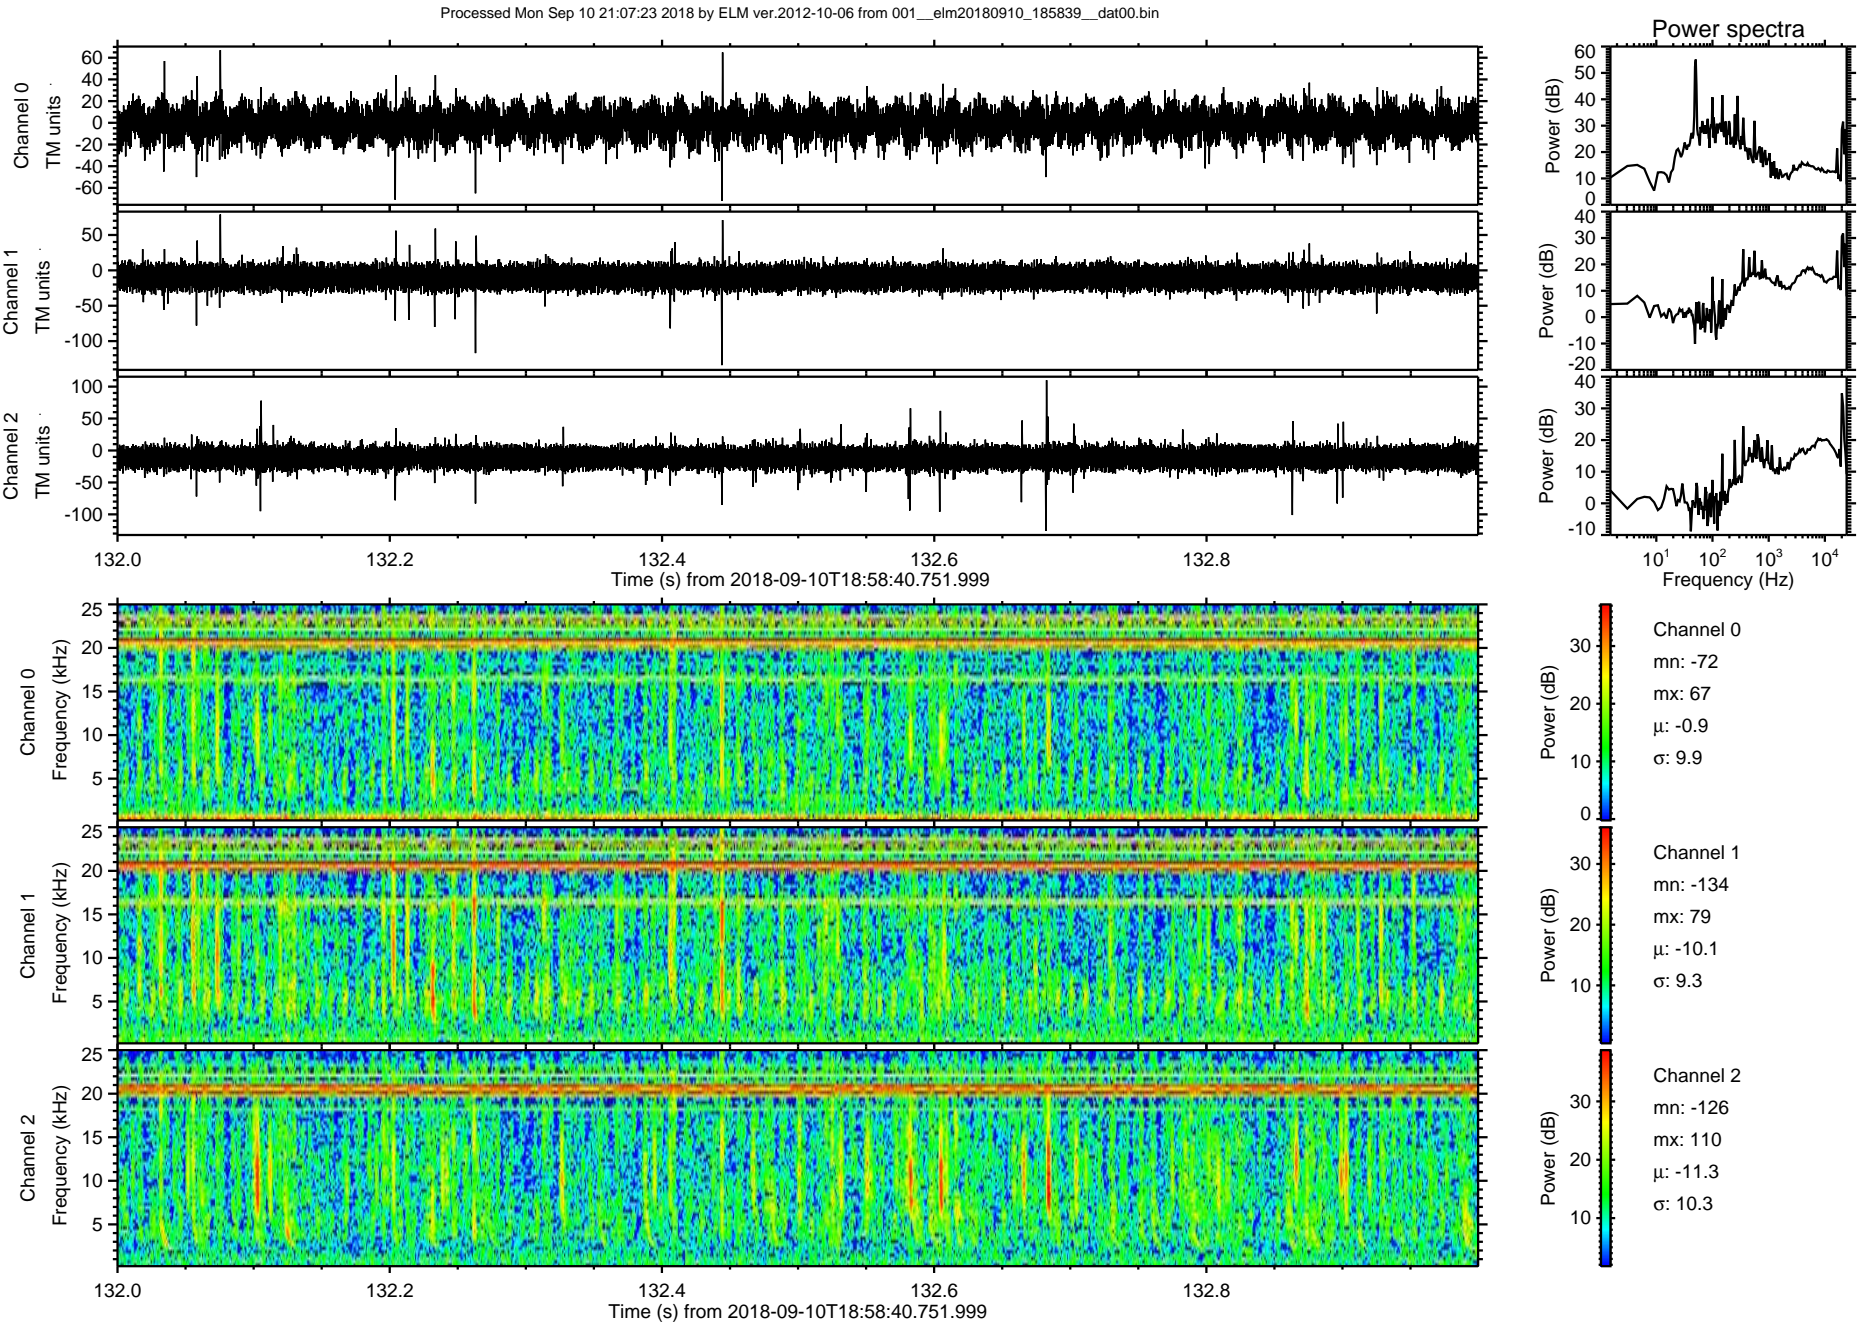 Processed Mon Sep 10 21:07:23 2018 by ELM ver.2012-10-06 from 001__elm20180910_185839__dat00.bin
Power spectra
Channel 0
TM units
60
40
20
0
-20
-40
-60
Power (dB)
60
50
40
30
20
10
0
Channel 1
TM units
50
0
-50
-100
Power (dB)
40
30
20
10
0
-10
-20
Channel 2
TM units
100
50
0
-50
-100
Power (dB)
40
30
20
10
0
-10
132.0 132.2 132.4 132.6 132.8
Time (s) from 2018-09-10T18:58:40.751.999
10^1 10^2 10^3 10^4
Frequency (Hz)
Channel 0
Frequency (kHz)
25
20
15
10
5
Power (dB)
30
20
10
0
Channel 0
mn: -72
mx: 67
μ: -0.9
σ: 9.9
Channel 1
Frequency (kHz)
25
20
15
10
5
Power (dB)
30
20
10
Channel 1
mn: -134
mx: 79
μ: -10.1
σ: 9.3
Channel 2
Frequency (kHz)
25
20
15
10
5
Power (dB)
30
20
10
Channel 2
mn: -126
mx: 110
μ: -11.3
σ: 10.3
132.0 132.2 132.4 132.6 132.8
Time (s) from 2018-09-10T18:58:40.751.999